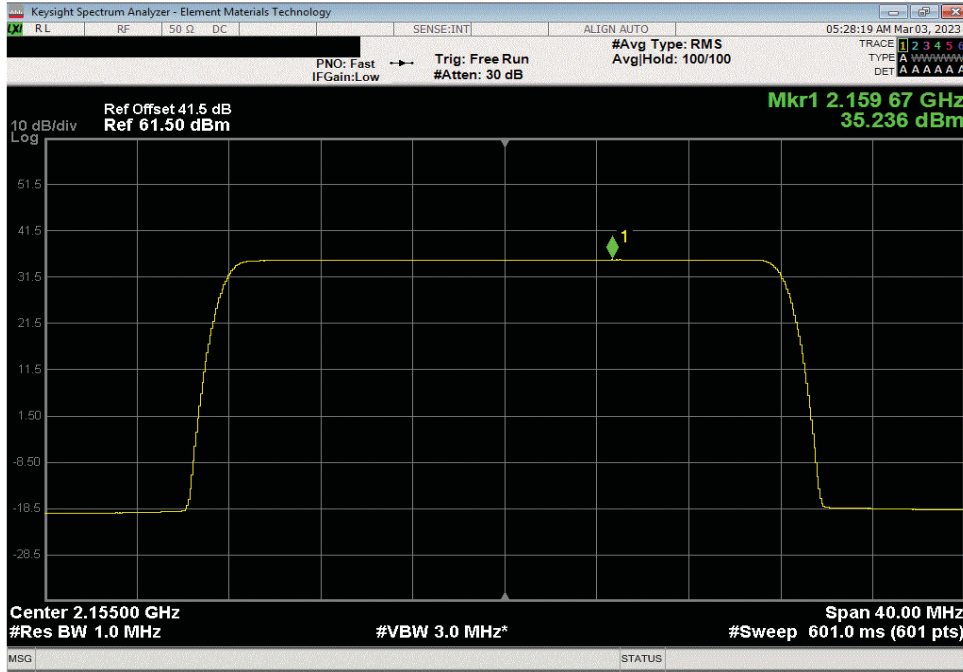 Keysight Spectrum Analyzer - Element Materials Technology
LXI RL RF 50 Ω DC SENSE:INT ALIGN AUTO 05:28:19 AM Mar 03, 2023
PNO: Fast
IFGain:Low
Trig: Free Run
#Atten: 30 dB
#Avg Type: RMS
Avg|Hold: 100/100
TRACE 1 2 3 4 5 6
TYPE A WWWWW
DET A A A A A A
Mkr1 2.159 67 GHz
35.236 dBm
Ref Offset 41.5 dB
10 dB/div Ref 61.50 dBm
Log
51.5
41.5
1
31.5
21.5
11.5
1.50
-8.50
-18.5
-28.5
Center 2.15500 GHz Span 40.00 MHz
#Res BW 1.0 MHz #VBW 3.0 MHz* #Sweep 601.0 ms (601 pts)
MSG STATUS